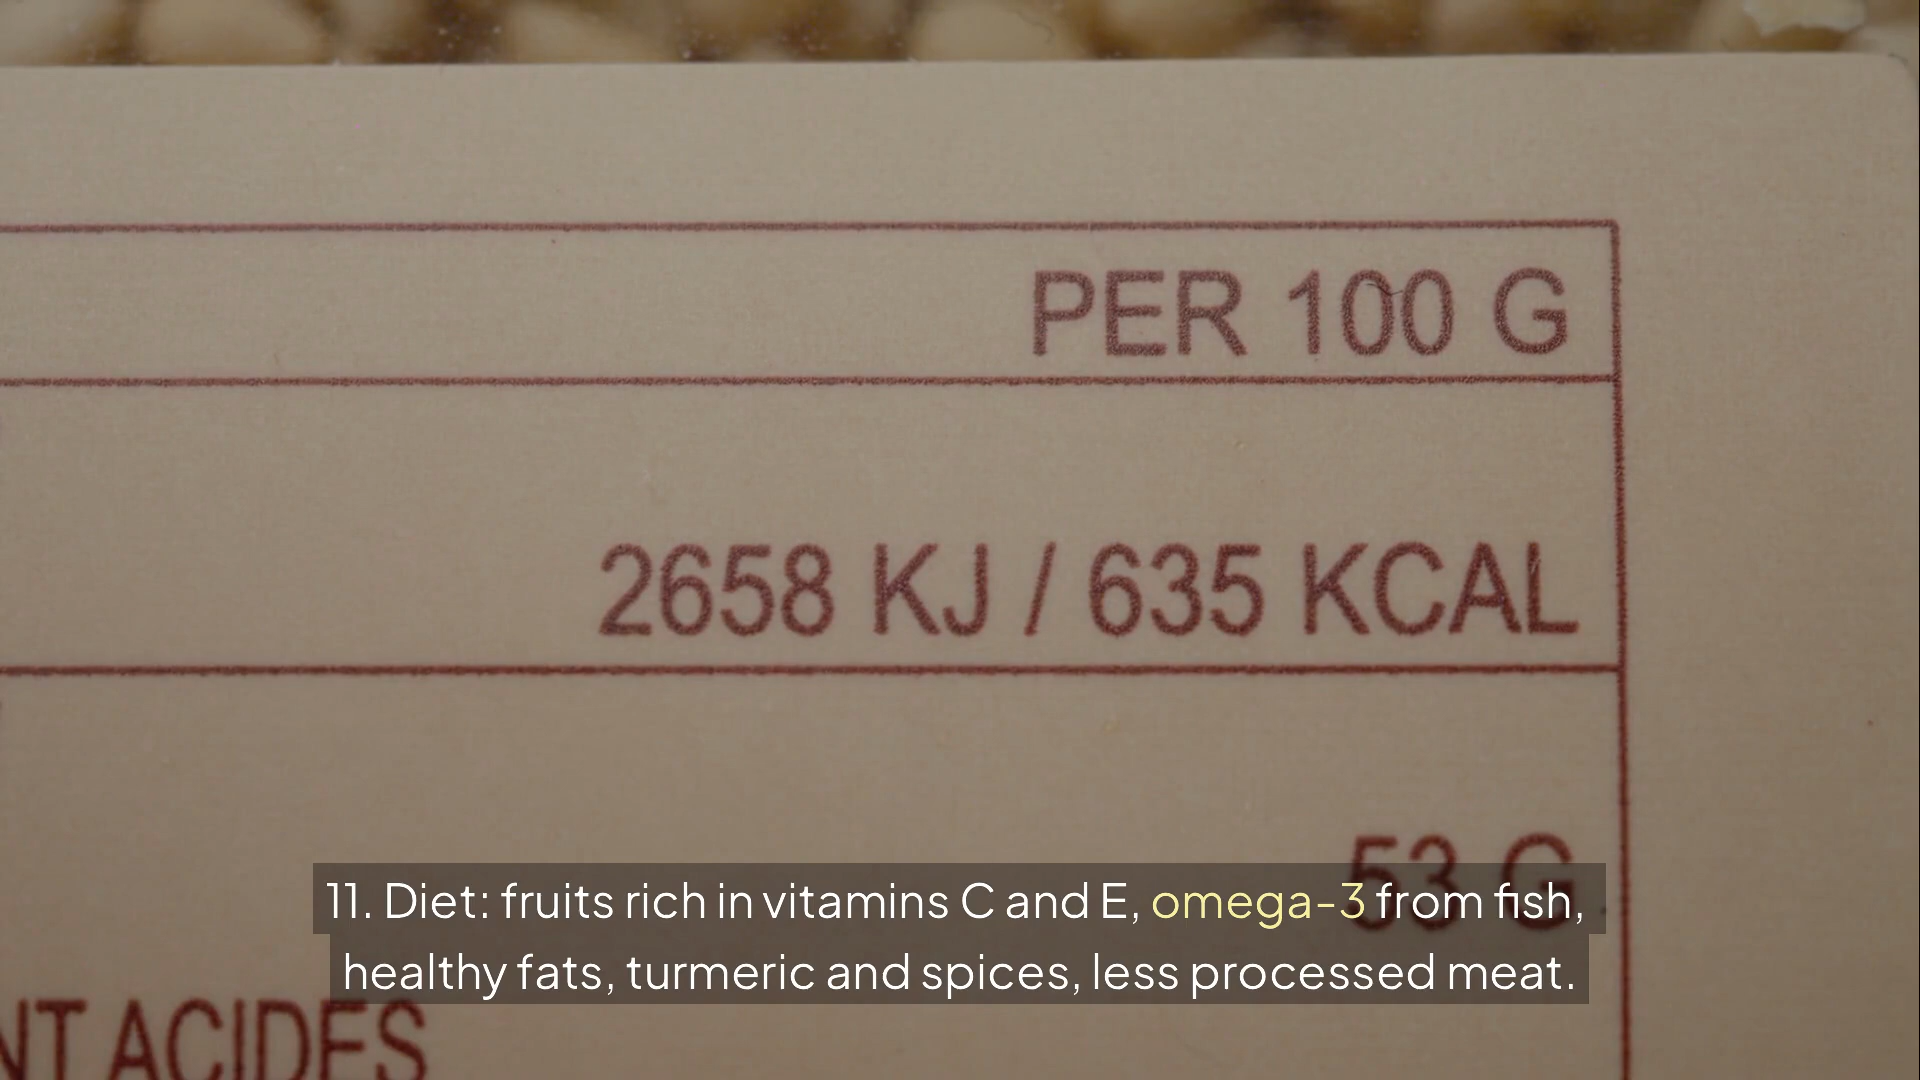 PER 100 G
2658 KJ / 635 KCAL
53 G
11. Diet: fruits rich in vitamins C and E, omega-3 from fish,
healthy fats, turmeric and spices, less processed meat.
NT ACIDES